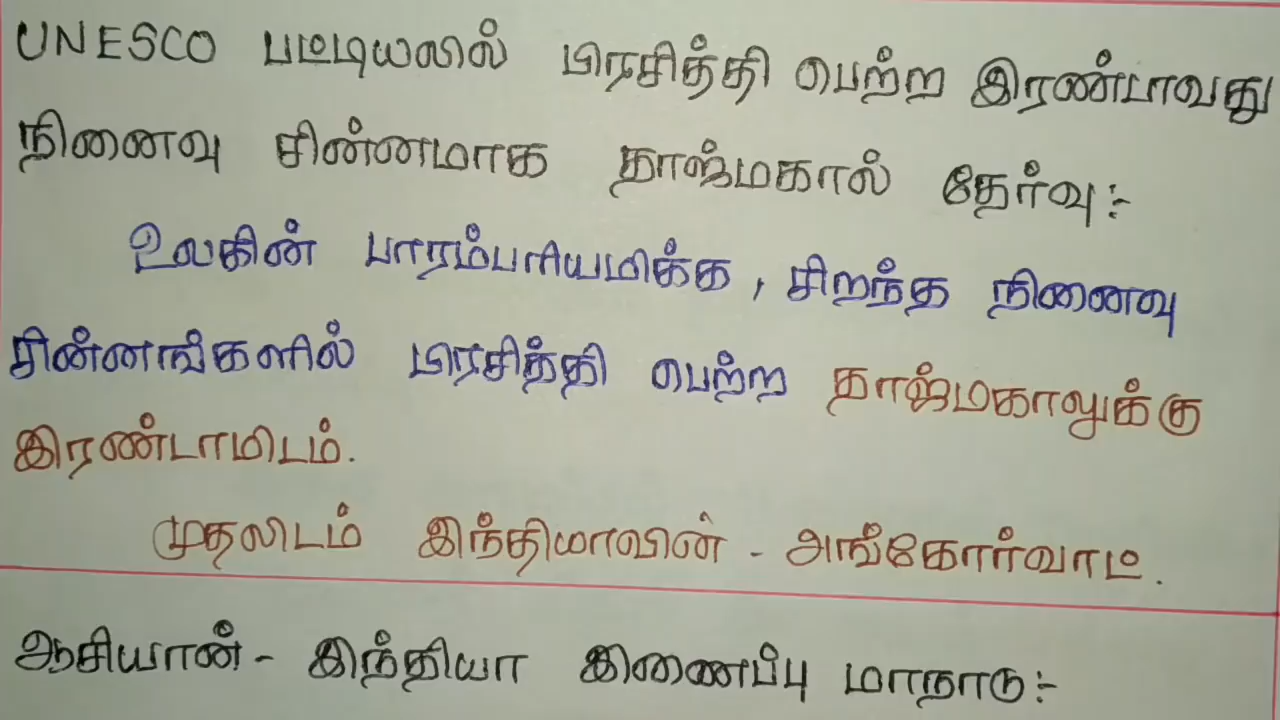 UNESCO பட்டியலில் பிரசித்தி பெற்ற இரண்டாவது
நினைவு சின்னமாக தாஜ்மகால் தேர்வு:-
உலகின் பாரம்பரியமிக்க, சிறந்த நினைவு
சின்னங்களில் பிரசித்தி பெற்ற தாஜ்மகாலுக்கு
இரண்டாமிடம்.
முதலிடம் இந்தியாவின் - அங்கோர்வாட்.
ஆசியான் - இந்தியா இணைப்பு மாநாடு:-